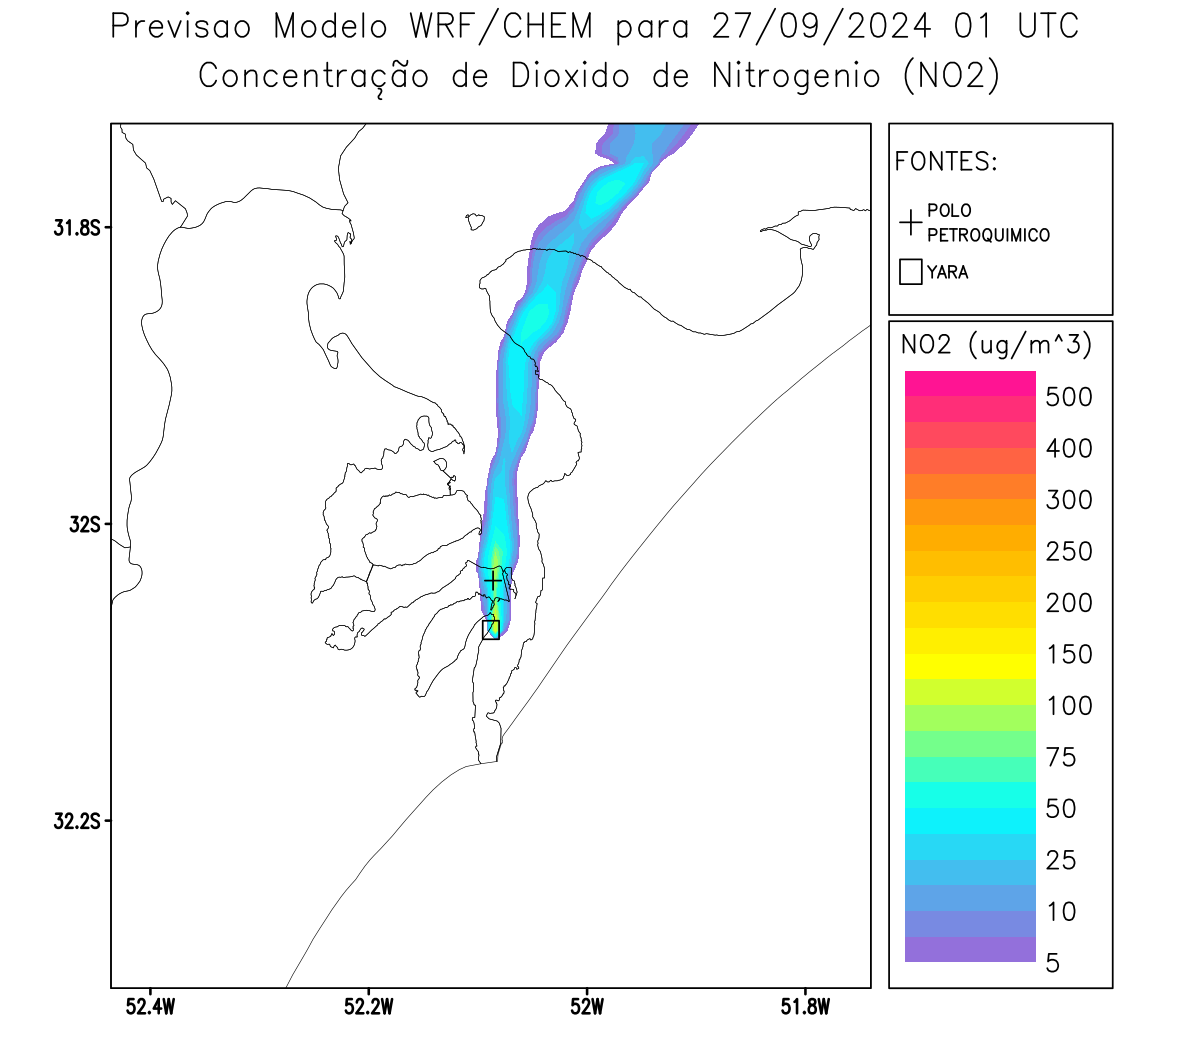 Previsao Modelo WRF/CHEM para 27/09/2024 01 UTC
Concentração de Dioxido de Nitrogenio (NO2)
FONTES:
POLO
PETROQUIMICO
YARA
31.8S
32S
32.2S
52.4W
52.2W
52W
51.8W
NO2 (ug/m^3)
500
400
300
250
200
150
100
75
50
25
10
5